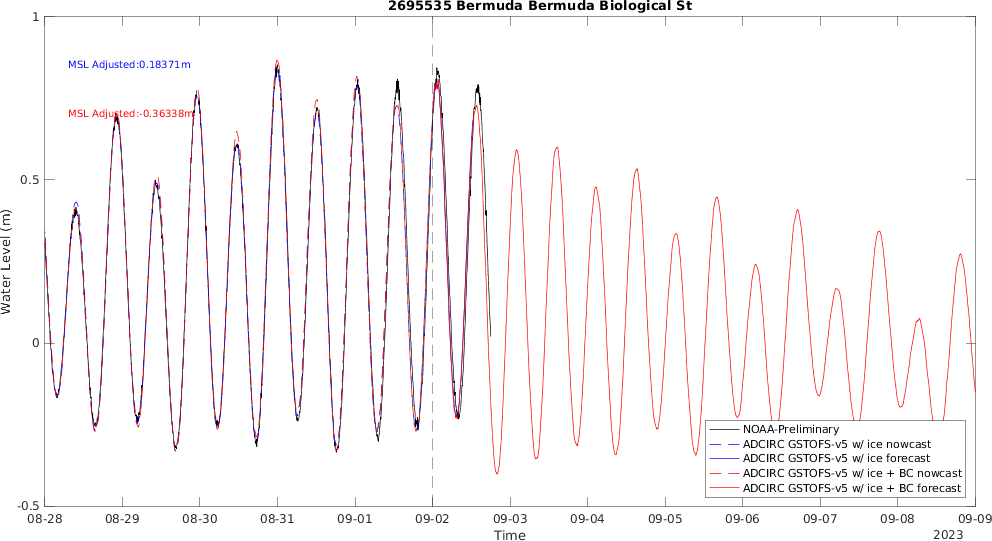 2695535 Bermuda Bermuda Biological St
1
MSL Adjusted:0.18371m
MSL Adjusted:-0.36338m
0.5
Water Level (m)
0
NOAA-Preliminary
ADCIRC GSTOFS-v5 w/ ice nowcast
ADCIRC GSTOFS-v5 w/ ice forecast
ADCIRC GSTOFS-v5 w/ ice + BC nowcast
ADCIRC GSTOFS-v5 w/ ice + BC forecast
-0.5
08-28 08-29 08-30 08-31 09-01 09-02 09-03 09-04 09-05 09-06 09-07 09-08 09-09
Time
2023